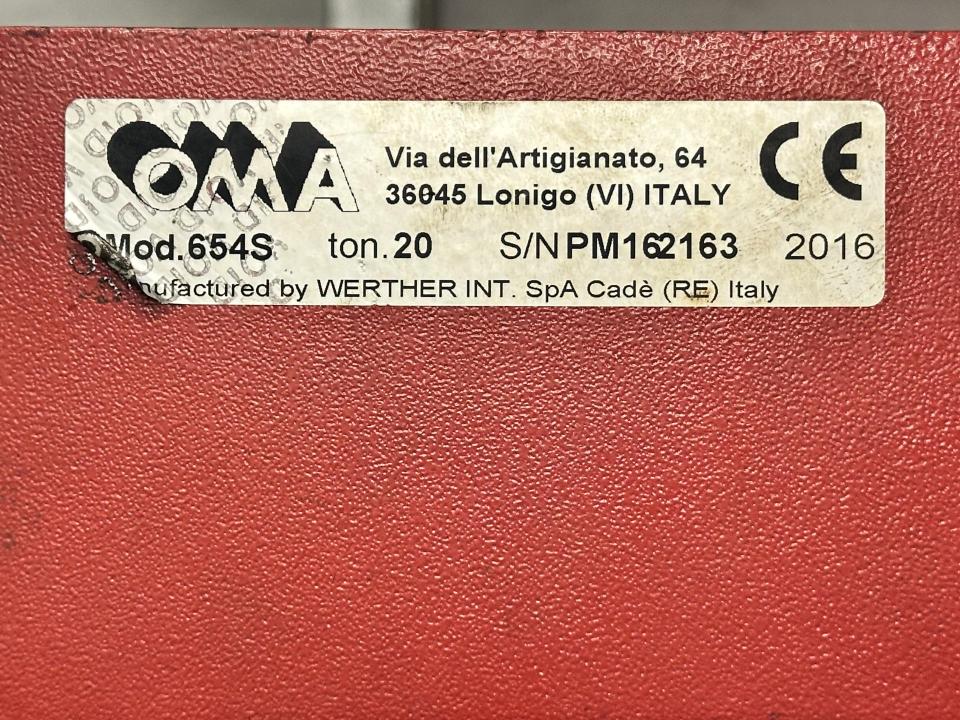 OMA
Via dell'Artigianato, 64
36045 Lonigo (VI) ITALY
CE
Mod.654S ton.20 S/N PM162163 2016
nufactured by WERTHER INT. SpA Cadè (RE) Italy